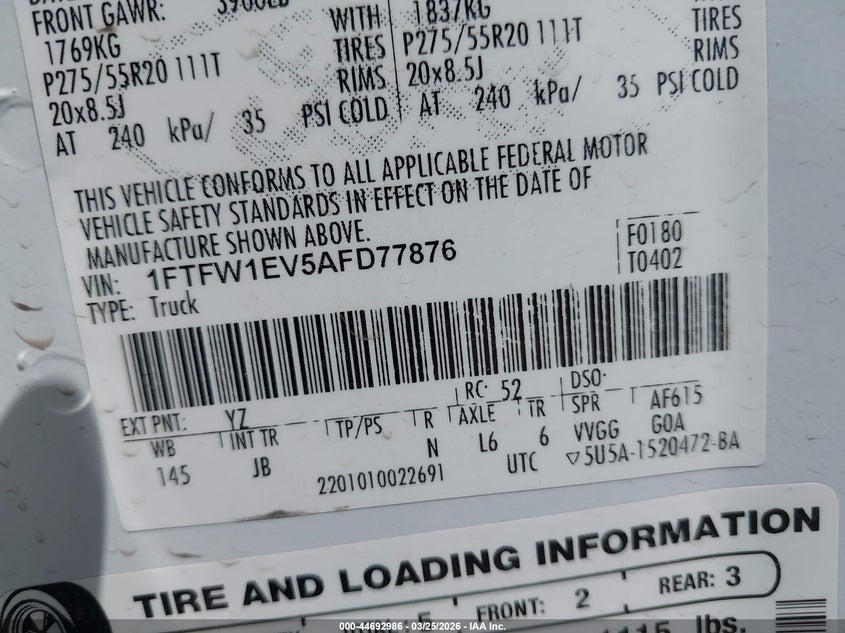 FRONT GAWR: 3900LB WITH 1837KG TIRES
1769KG TIRES P275/55R20 111T RIMS
P275/55R20 111T RIMS 20x8.5J
20x8.5J PSI COLD AT 240 kPa/ 35 PSI COLD
AT 240 kPa/ 35
THIS VEHICLE CONFORMS TO ALL APPLICABLE FEDERAL MOTOR
VEHICLE SAFETY STANDARDS IN EFFECT ON THE DATE OF
MANUFACTURE SHOWN ABOVE.
VIN: 1FTFW1EV5AFD77876
F0180
TYPE: Truck
T0402
EXT PNT: YZ RC: 52 DSO:
WB INT TR TP/PS R AXLE TR SPR AF615
145 JB N L6 6 VVGG GOA
2201010022691 UTC ▽5U5A-1520472-BA
TIRE AND LOADING INFORMATION
FRONT: 2 REAR: 3
lbs.
000-44692986 - 03/25/2026 - IAA Inc.